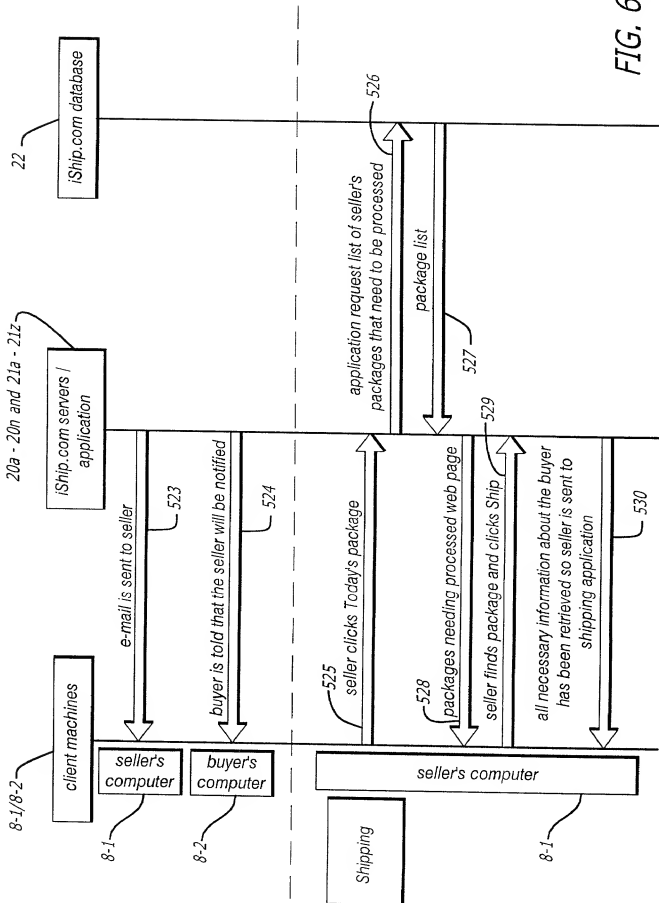 8-1/8-2
client machines
20a - 20n and 21a - 21z
iShip.com servers /
application
22
iShip.com database
8-1
seller's
computer
e-mail is sent to seller
523
8-2
buyer's
computer
buyer is told that the seller will be notified
524
Shipping
8-1
seller's computer
525
seller clicks Today's package
application request list of seller's
packages that need to be processed
526
package list
527
528
packages needing processed web page
seller finds package and clicks Ship
529
all necessary information about the buyer
has been retrieved so seller is sent to
shipping application
530
FIG. 6